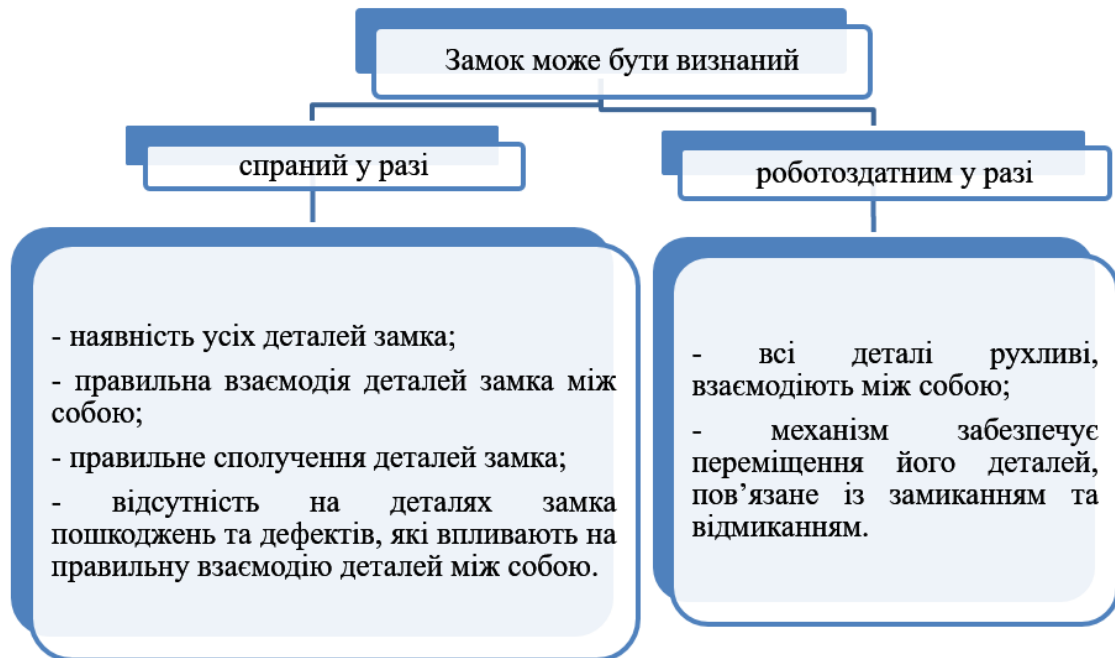 Замок може бути визнаний
спраний у разі
роботоздатним у разі
- наявність усіх деталей замка;
- правильна взаємодія деталей замка між
собою;
- правильне сполучення деталей замка;
- відсутність на деталях замка
пошкоджень та дефектів, які впливають на
правильну взаємодію деталей між собою.
- всі деталі рухливі,
взаємодіють між собою;
- механізм забезпечує
переміщення його деталей,
пов’язане із замиканням та
відмиканням.